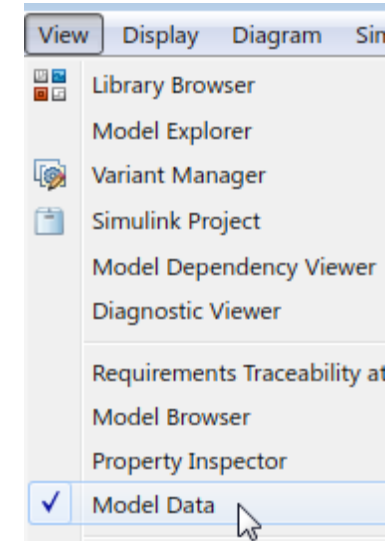 View Display Diagram
Library Browser
Model Explorer
Variant Manager
Simulink Project
Model Dependency Viewer
Diagnostic Viewer
Requirements Traceability at
Model Browser
Property Inspector
Model Data